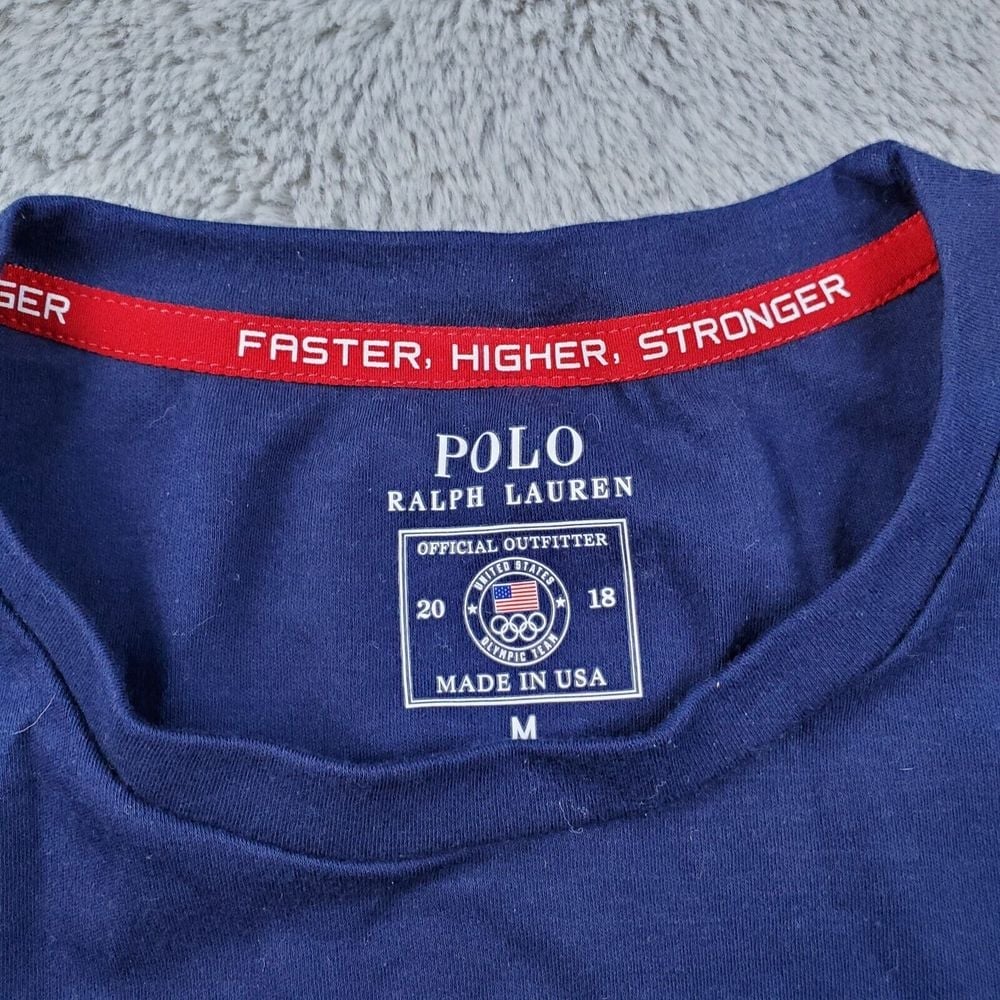 GER
FASTER, HIGHER, STRONGER
POLO
RALPH LAUREN
OFFICIAL OUTFITTER
UNITED STATES
20 18
OLYMPIC TEAM
MADE IN USA
M